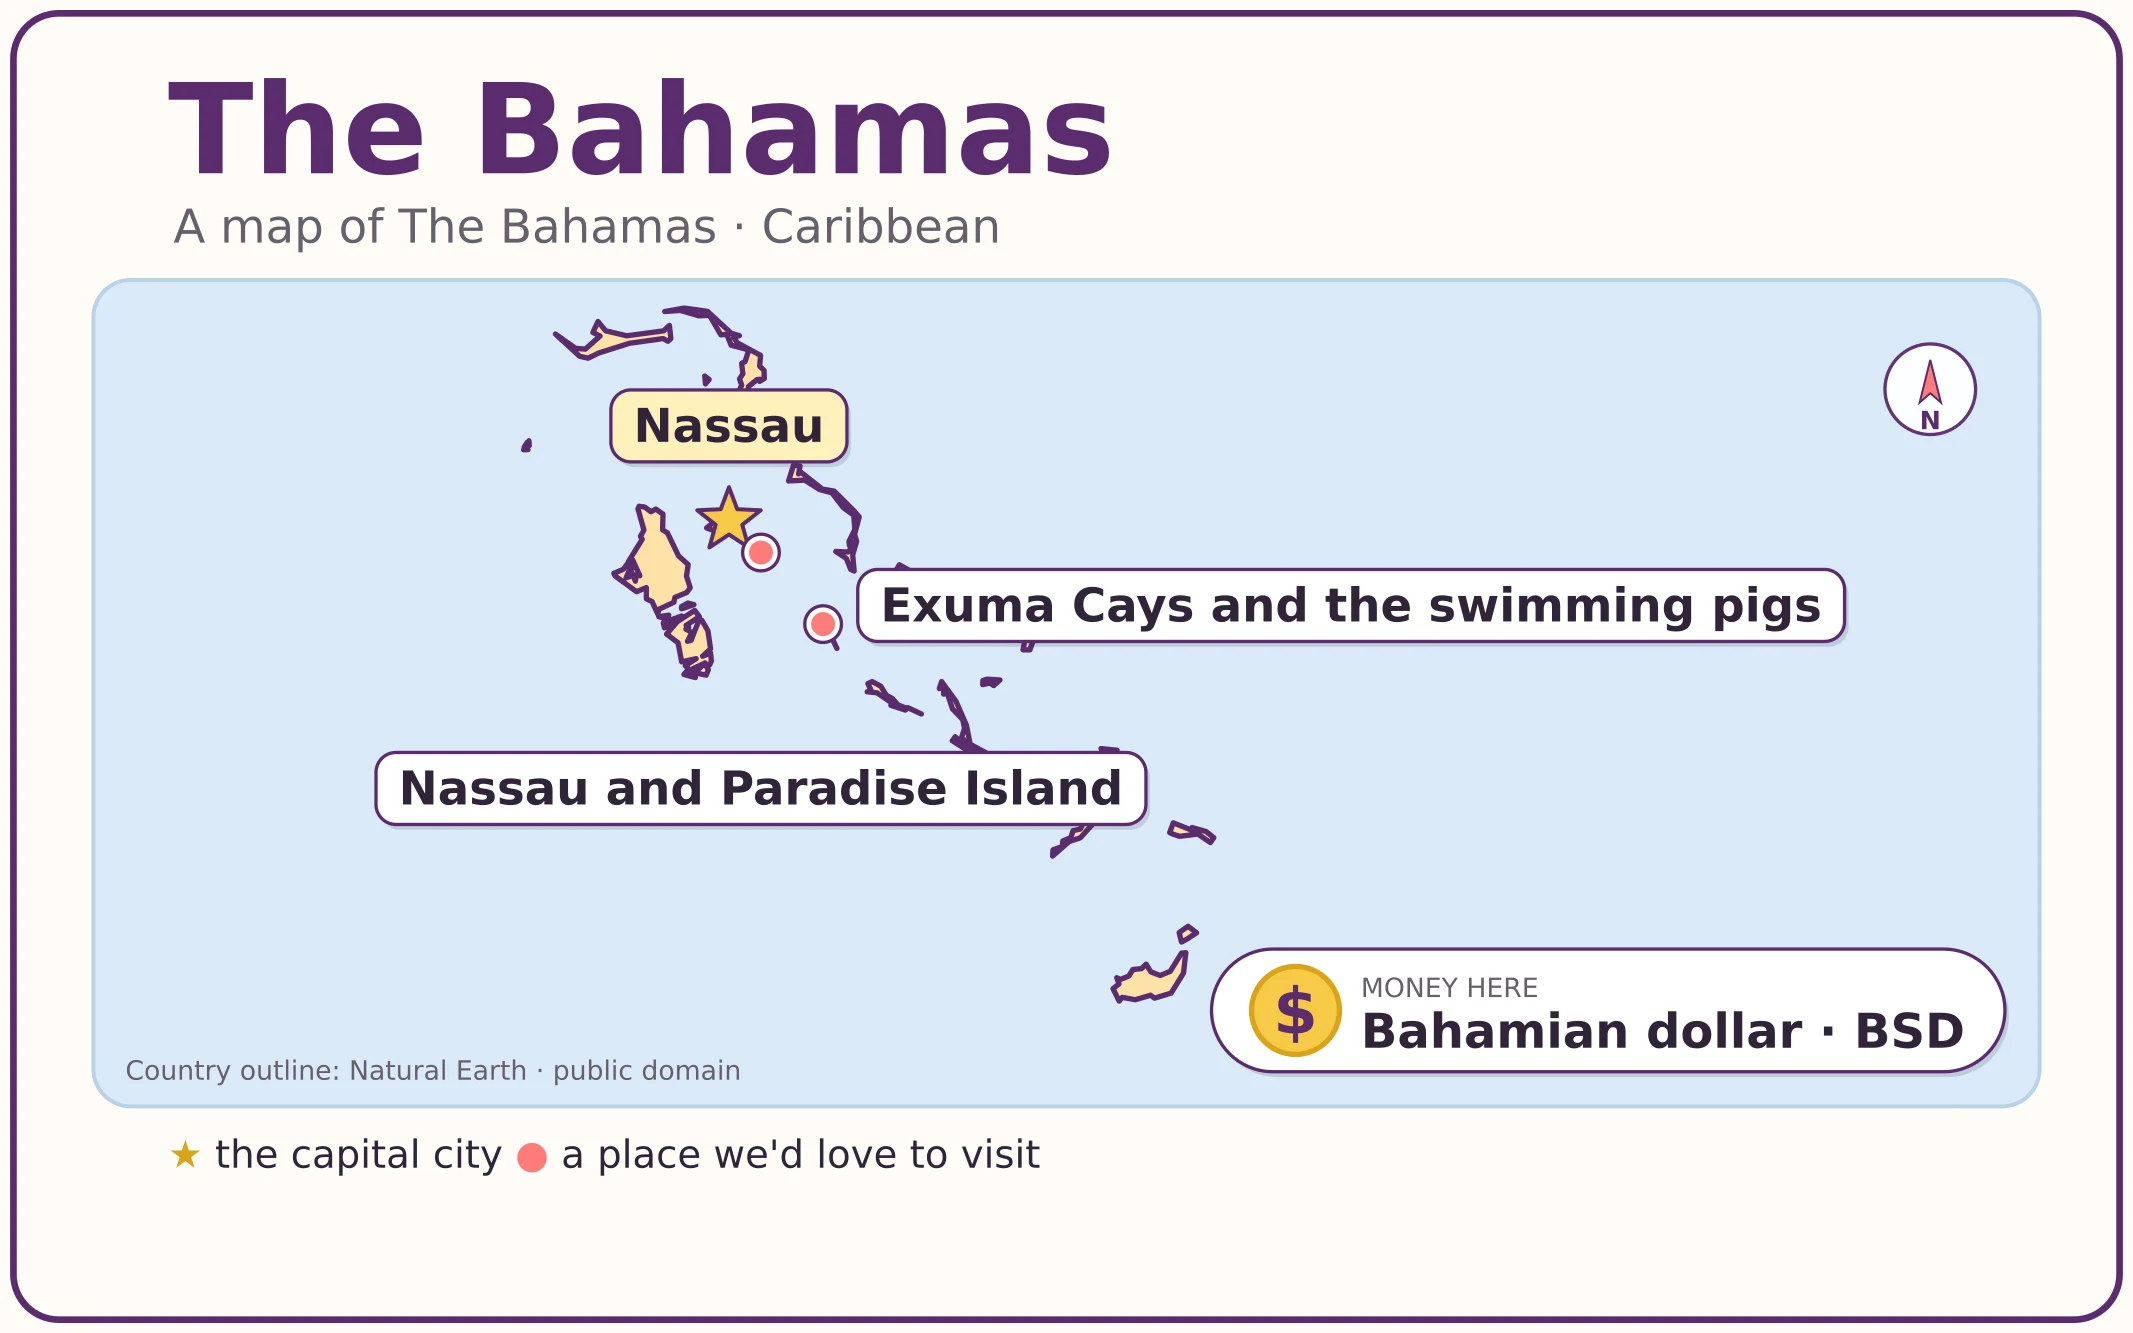 The Bahamas
A map of The Bahamas · Caribbean
Nassau
N
Exuma Cays and the swimming pigs
Nassau and Paradise Island
$
MONEY HERE
Bahamian dollar · BSD
Country outline: Natural Earth · public domain
★ the capital city ● a place we'd love to visit